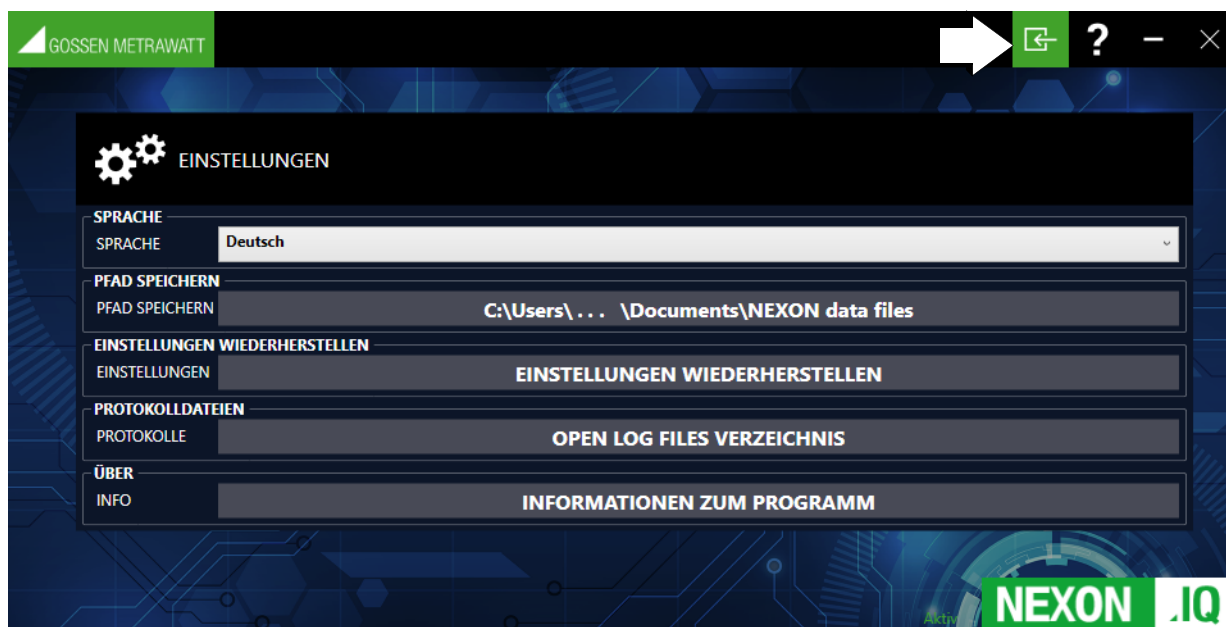 GOSSEN METRAWATT
?
EINSTELLUNGEN
SPRACHE
SPRACHE Deutsch
PFAD SPEICHERN
PFAD SPEICHERN C:\Users\... \Documents\NEXON data files
EINSTELLUNGEN WIEDERHERSTELLEN
EINSTELLUNGEN EINSTELLUNGEN WIEDERHERSTELLEN
PROTOKOLLDATEIEN
PROTOKOLLE OPEN LOG FILES VERZEICHNIS
ÜBER
INFO INFORMATIONEN ZUM PROGRAMM
Aktiv
NEXON .IQ